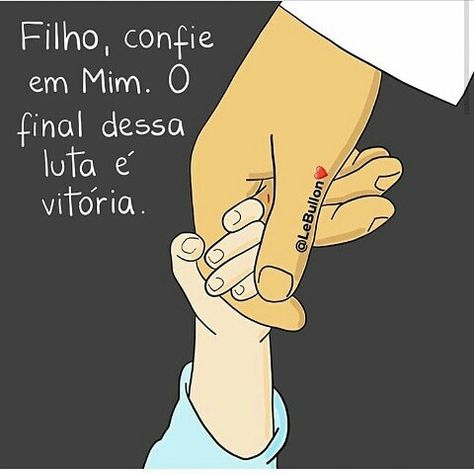 Filho, confie
em Mim. O
final dessa
luta é
vitória.
@LeBullon❤